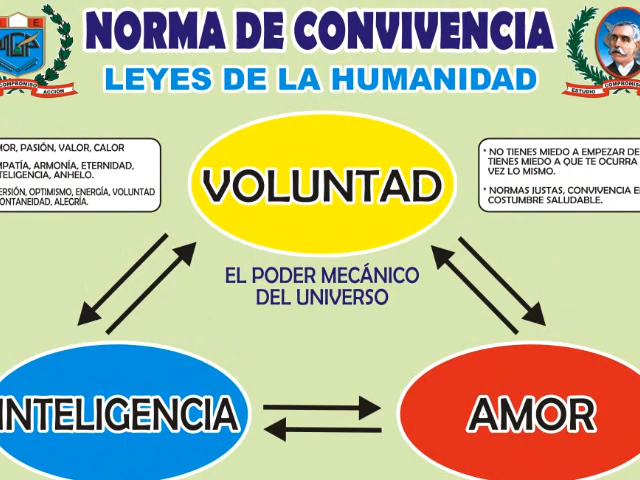 NORMA DE CONVIVENCIA
LEYES DE LA HUMANIDAD
COMPROMISO
ACCIÓN
ESTUDIO
COMPROMISO
MOR, PASIÓN, VALOR, CALOR
MPATÍA, ARMONÍA, ETERNIDAD,
TELIGENCIA, ANHELO.
ERSIÓN, OPTIMISMO, ENERGÍA, VOLUNTAD
ONTANEIDAD, ALEGRÍA.
VOLUNTAD
* NO TIENES MIEDO A EMPEZAR DE
TIENES MIEDO A QUE TE OCURRA
VEZ LO MISMO.
* NORMAS JUSTAS, CONVIVENCIA E
COSTUMBRE SALUDABLE.
EL PODER MECÁNICO
DEL UNIVERSO
INTELIGENCIA
AMOR